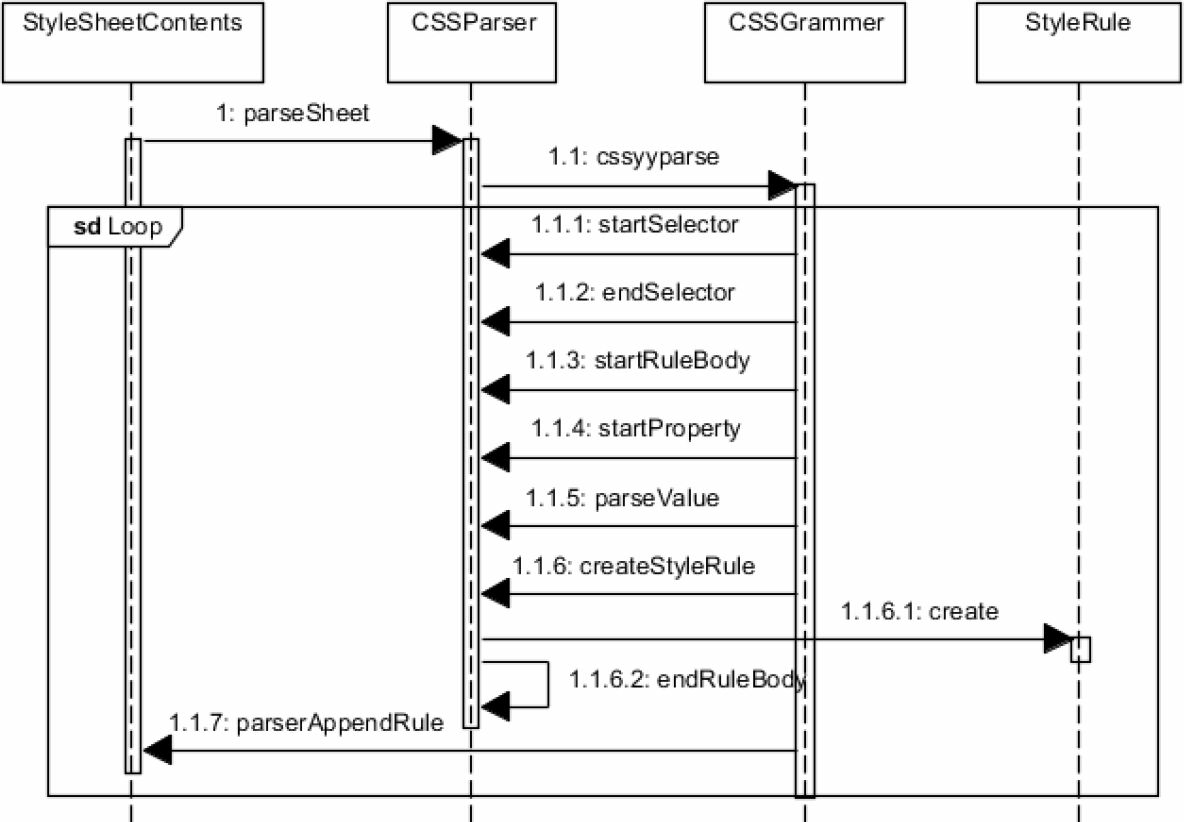 StyleSheetContents
CSSParser
CSSGrammer
StyleRule
1: parseSheet
1.1: cssyyparse
sd Loop
1.1.1: startSelector
1.1.2: endSelector
1.1.3: startRuleBody
1.1.4: startProperty
1.1.5: parseValue
1.1.6: createStyleRule
1.1.6.1: create
1.1.6.2: endRuleBody
1.1.7: parserAppendRule